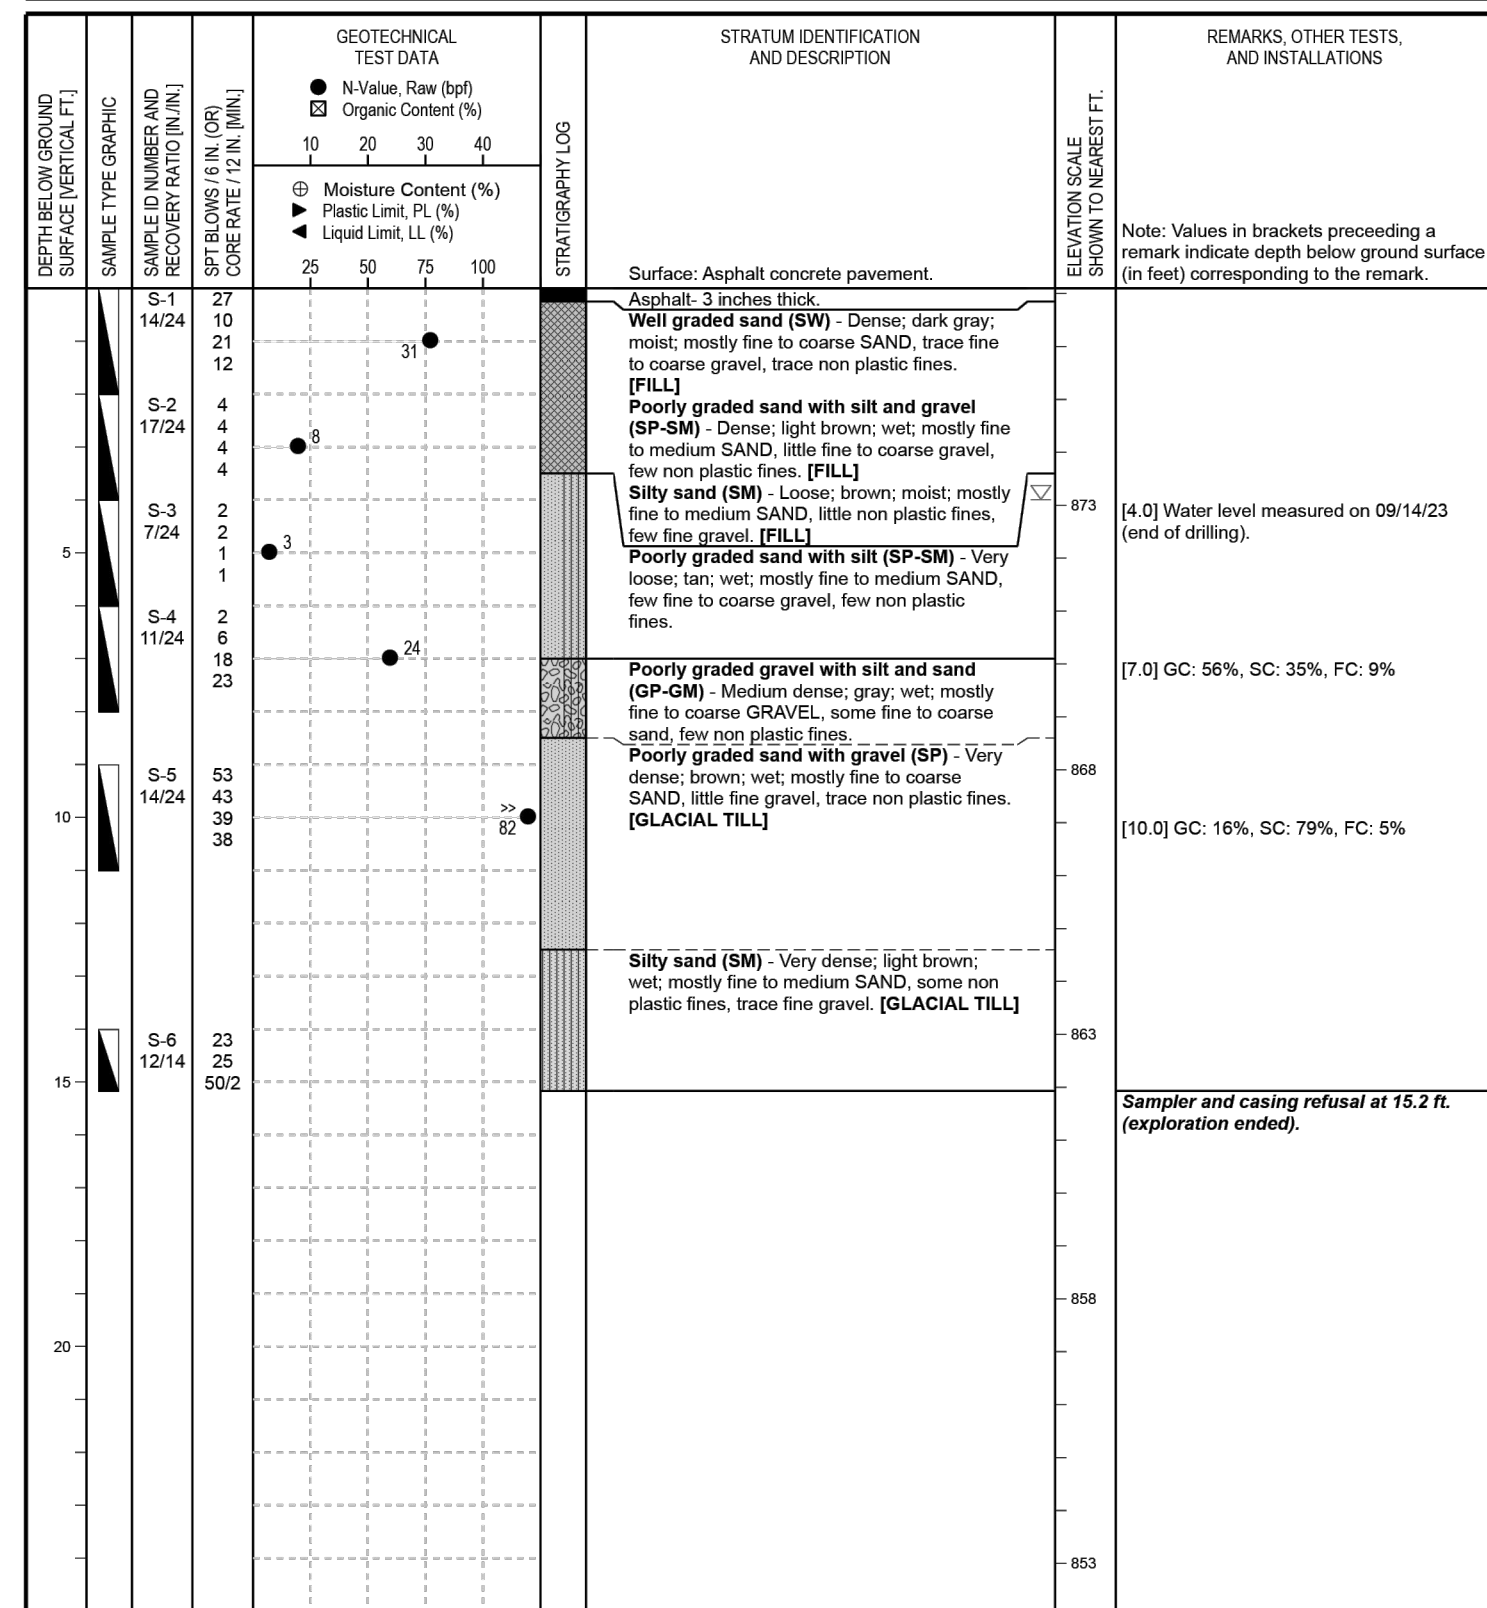 DEPTH BELOW GROUND
SURFACE [VERTICAL FT.]
SAMPLE TYPE GRAPHIC
SAMPLE ID NUMBER AND
RECOVERY RATIO [IN./IN.]
SPT BLOWS / 6 IN. (OR)
CORE RATE / 12 IN. [MIN.]
GEOTECHNICAL
TEST DATA
N-Value, Raw (bpf)
Organic Content (%)
10 20 30 40
Moisture Content (%)
Plastic Limit, PL (%)
Liquid Limit, LL (%)
25 50 75 100
STRATIGRAPHY LOG
STRATUM IDENTIFICATION
AND DESCRIPTION
Surface: Asphalt concrete pavement.
ELEVATION SCALE
SHOWN TO NEAREST FT.
REMARKS, OTHER TESTS,
AND INSTALLATIONS
Note: Values in brackets preceeding a
remark indicate depth below ground surface
(in feet) corresponding to the remark.
5
10
15
20
S-1
14/24
27
10
21
12
31
S-2
17/24
4
4
4
4
8
S-3
7/24
2
2
1
1
3
S-4
11/24
2
6
18
23
24
S-5
14/24
53
43
39
38
>>
82
S-6
12/14
23
25
50/2
Asphalt- 3 inches thick.
Well graded sand (SW) - Dense; dark gray;
moist; mostly fine to coarse SAND, trace fine
to coarse gravel, trace non plastic fines.
[FILL]
Poorly graded sand with silt and gravel
(SP-SM) - Dense; light brown; wet; mostly fine
to medium SAND, little fine to coarse gravel,
few non plastic fines. [FILL]
Silty sand (SM) - Loose; brown; moist; mostly
fine to medium SAND, little non plastic fines,
few fine gravel. [FILL]
Poorly graded sand with silt (SP-SM) - Very
loose; tan; wet; mostly fine to medium SAND,
few fine to coarse gravel, few non plastic
fines.
Poorly graded gravel with silt and sand
(GP-GM) - Medium dense; gray; wet; mostly
fine to coarse GRAVEL, some fine to coarse
sand, few non plastic fines.
Poorly graded sand with gravel (SP) - Very
dense; brown; wet; mostly fine to coarse
SAND, little fine gravel, trace non plastic fines.
[GLACIAL TILL]
Silty sand (SM) - Very dense; light brown;
wet; mostly fine to medium SAND, some non
plastic fines, trace fine gravel. [GLACIAL TILL]
873
868
863
858
853
[4.0] Water level measured on 09/14/23
(end of drilling).
[7.0] GC: 56%, SC: 35%, FC: 9%
[10.0] GC: 16%, SC: 79%, FC: 5%
Sampler and casing refusal at 15.2 ft.
(exploration ended).